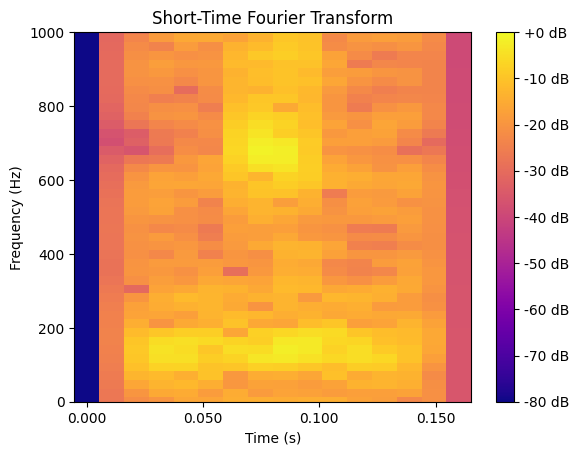 Short-Time Fourier Transform
1000
800
600
400
200
0
Frequency (Hz)
0.000
0.050
0.100
0.150
Time (s)
+0 dB
-10 dB
-20 dB
-30 dB
-40 dB
-50 dB
-60 dB
-70 dB
-80 dB